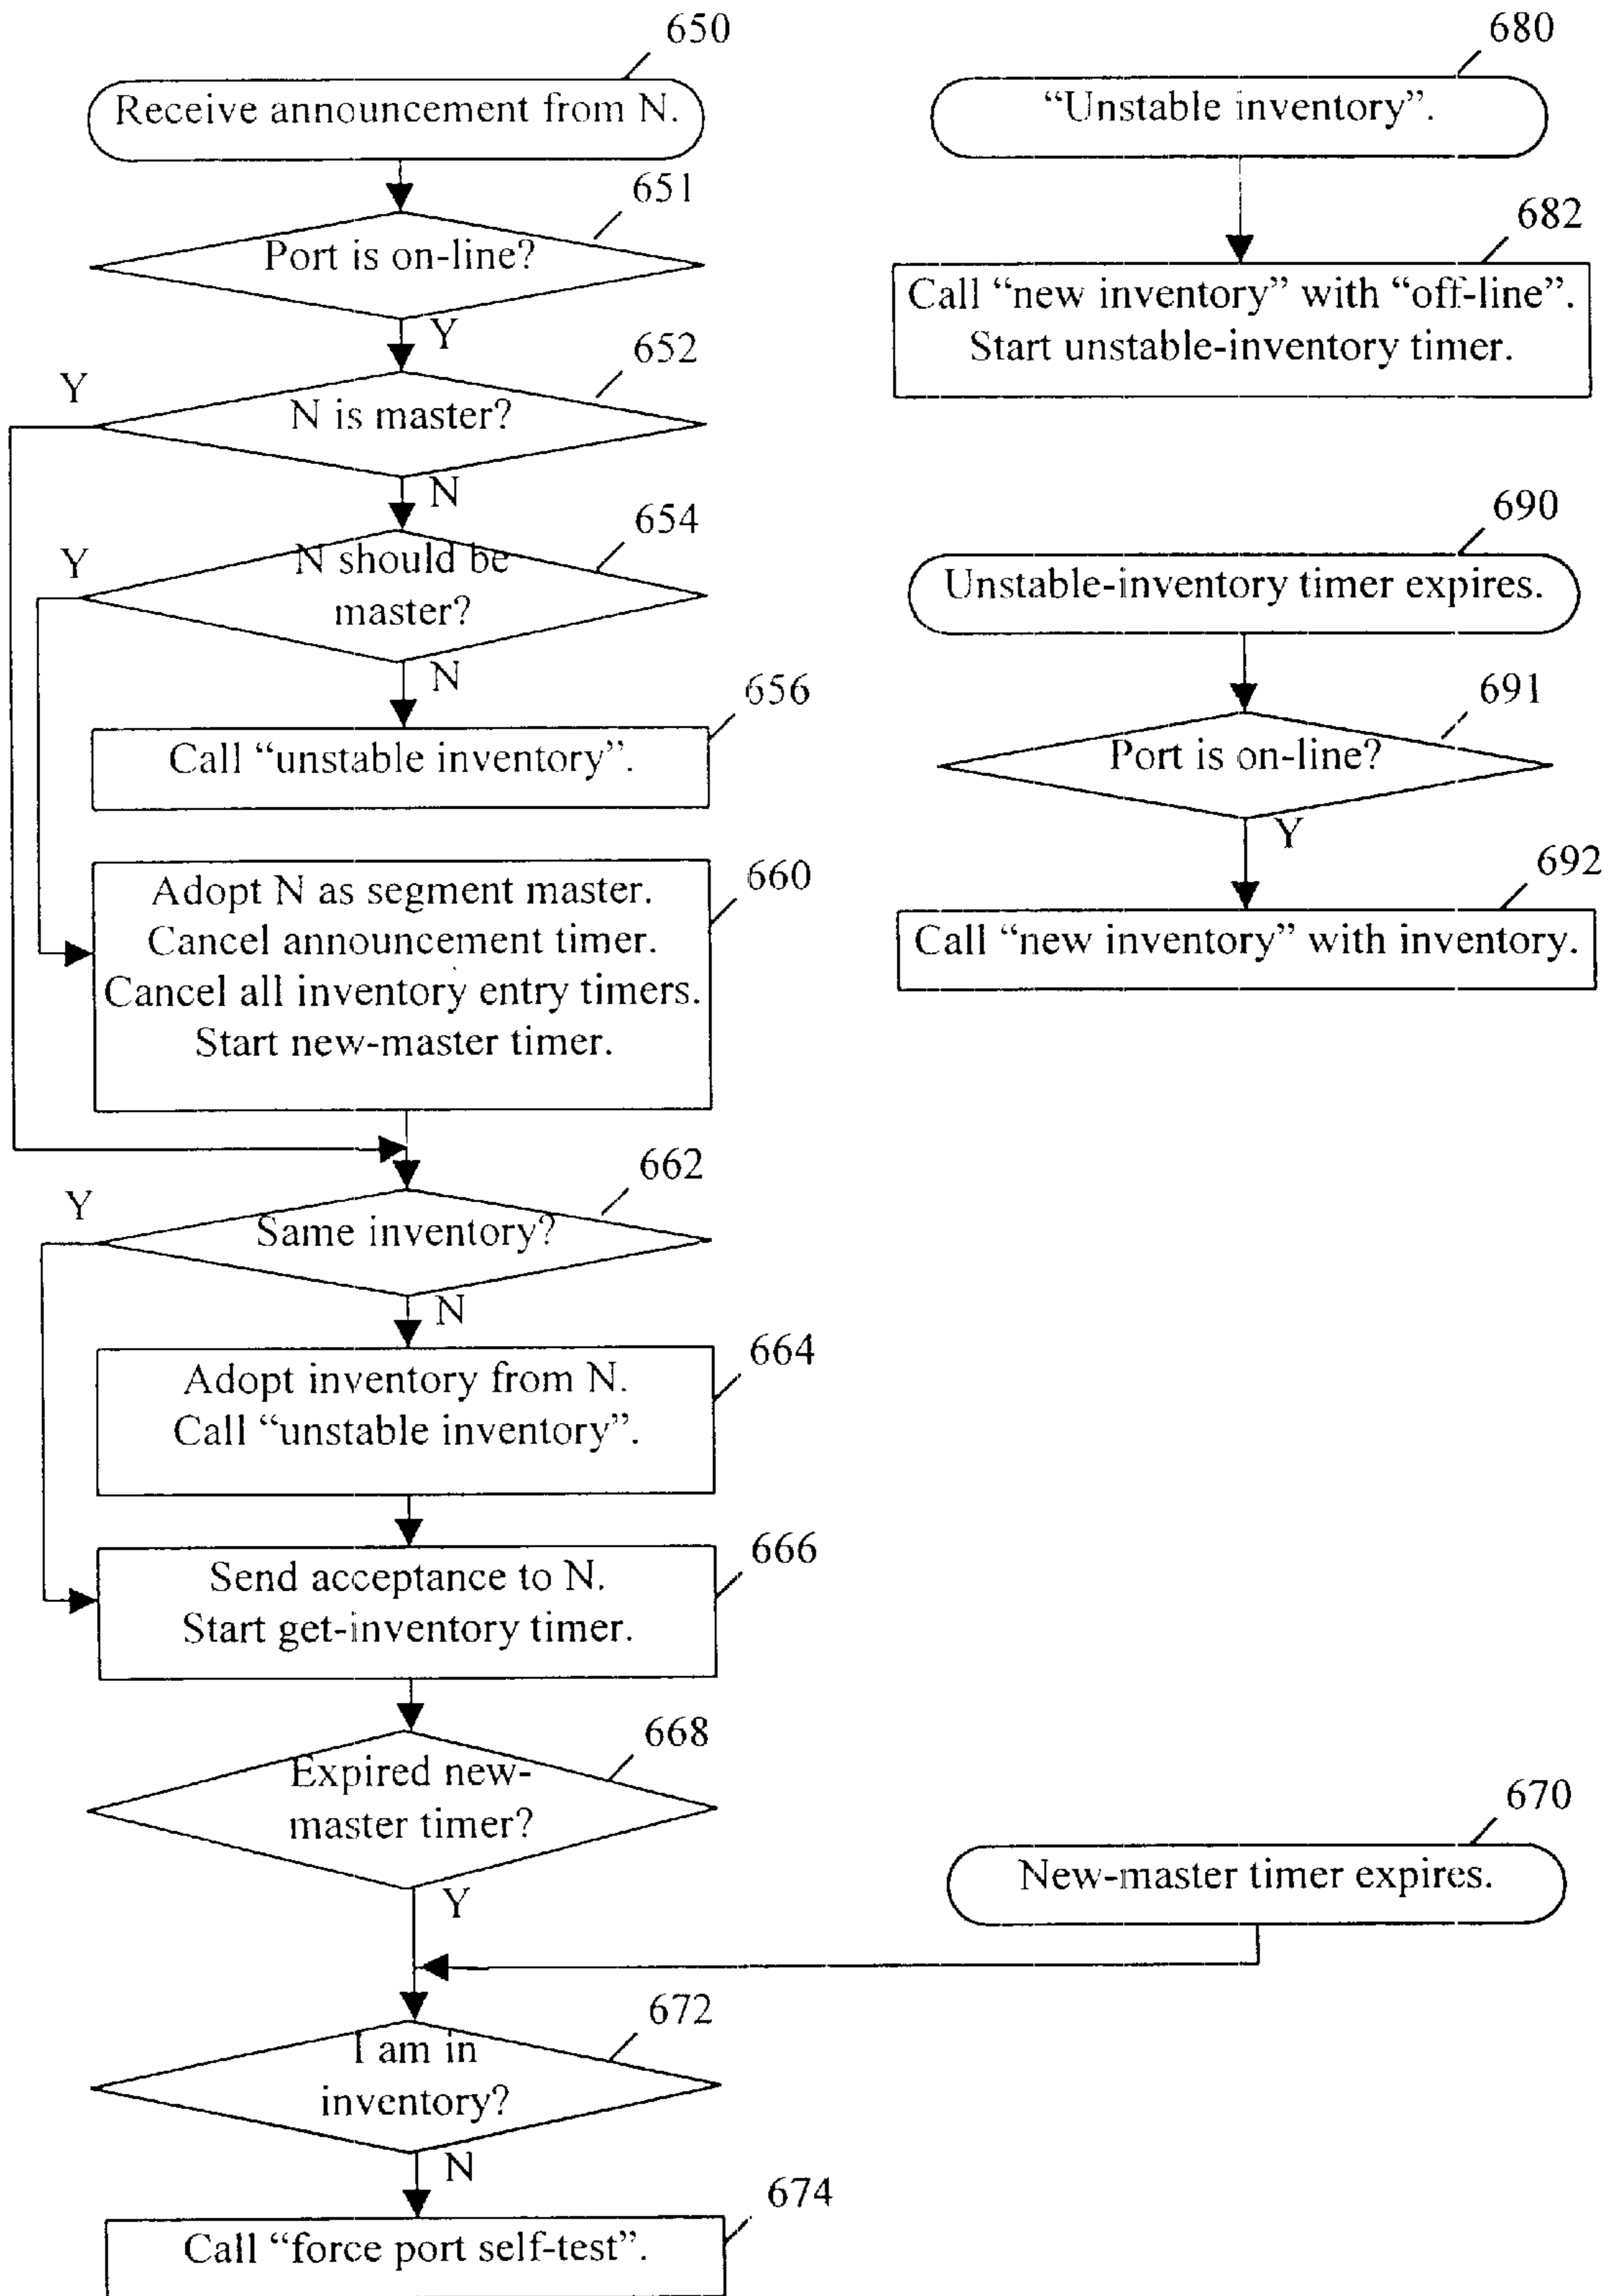 650
Receive announcement from N.
651
Port is on-line?
Y
652
Y
N is master?
N
654
Y
N should be
master?
N
656
Call “unstable inventory”.
660
Adopt N as segment master.
Cancel announcement timer.
Cancel all inventory entry timers.
Start new-master timer.
662
Y
Same inventory?
N
664
Adopt inventory from N.
Call “unstable inventory”.
666
Send acceptance to N.
Start get-inventory timer.
668
Expired new-
master timer?
Y
670
New-master timer expires.
672
I am in
inventory?
N
674
Call “force port self-test”.
680
“Unstable inventory”.
682
Call “new inventory” with “off-line”.
Start unstable-inventory timer.
690
Unstable-inventory timer expires.
691
Port is on-line?
Y
692
Call “new inventory” with inventory.